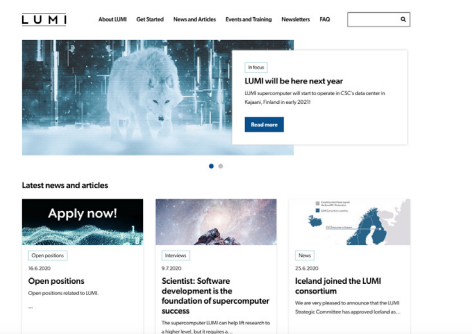 LUMI
About LUMI Get Started News and Articles Events and Training Newsletters FAQ
In focus
LUMI will be here next year
LUMI supercomputer will start to operate in CSC's data center in
Kajaani, Finland in early 2021!
Read more
Latest news and articles
Apply now!
Open positions
16.6.2020
Open positions
Open positions related to LUMI.
...
Interviews
9.7.2020
Scientist: Software
development is the
foundation of supercomputer
success
The supercomputer LUMI can help lift research to
a higher level, but it requires a...
News
23.6.2020
Iceland joined the LUMI
consortium
We are very pleased to announce that the LUMI
Strategic Committee has approved Iceland as...